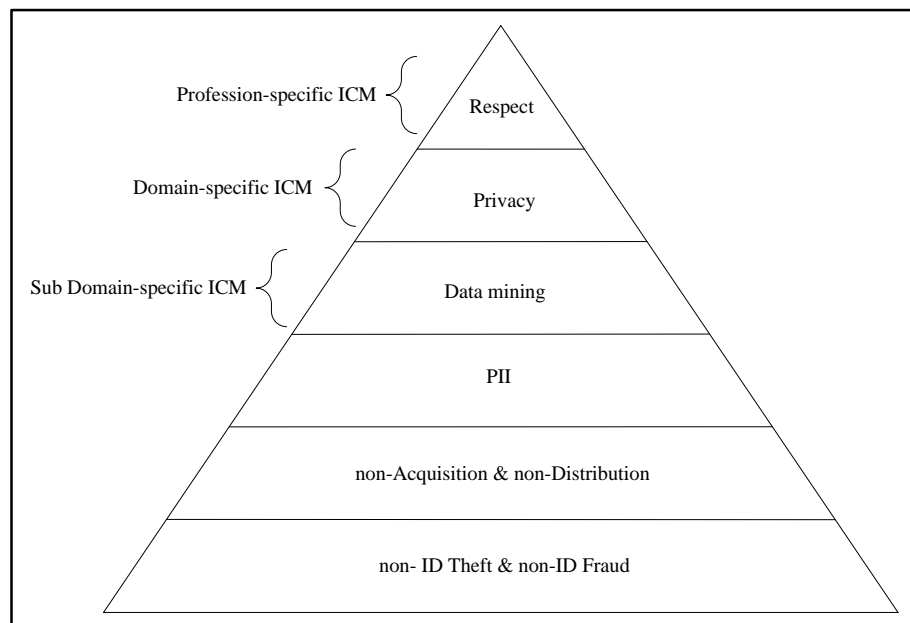 Profession-specific ICM
Respect
Domain-specific ICM
Privacy
Sub Domain-specific ICM
Data mining
PII
non-Acquisition & non-Distribution
non- ID Theft & non-ID Fraud